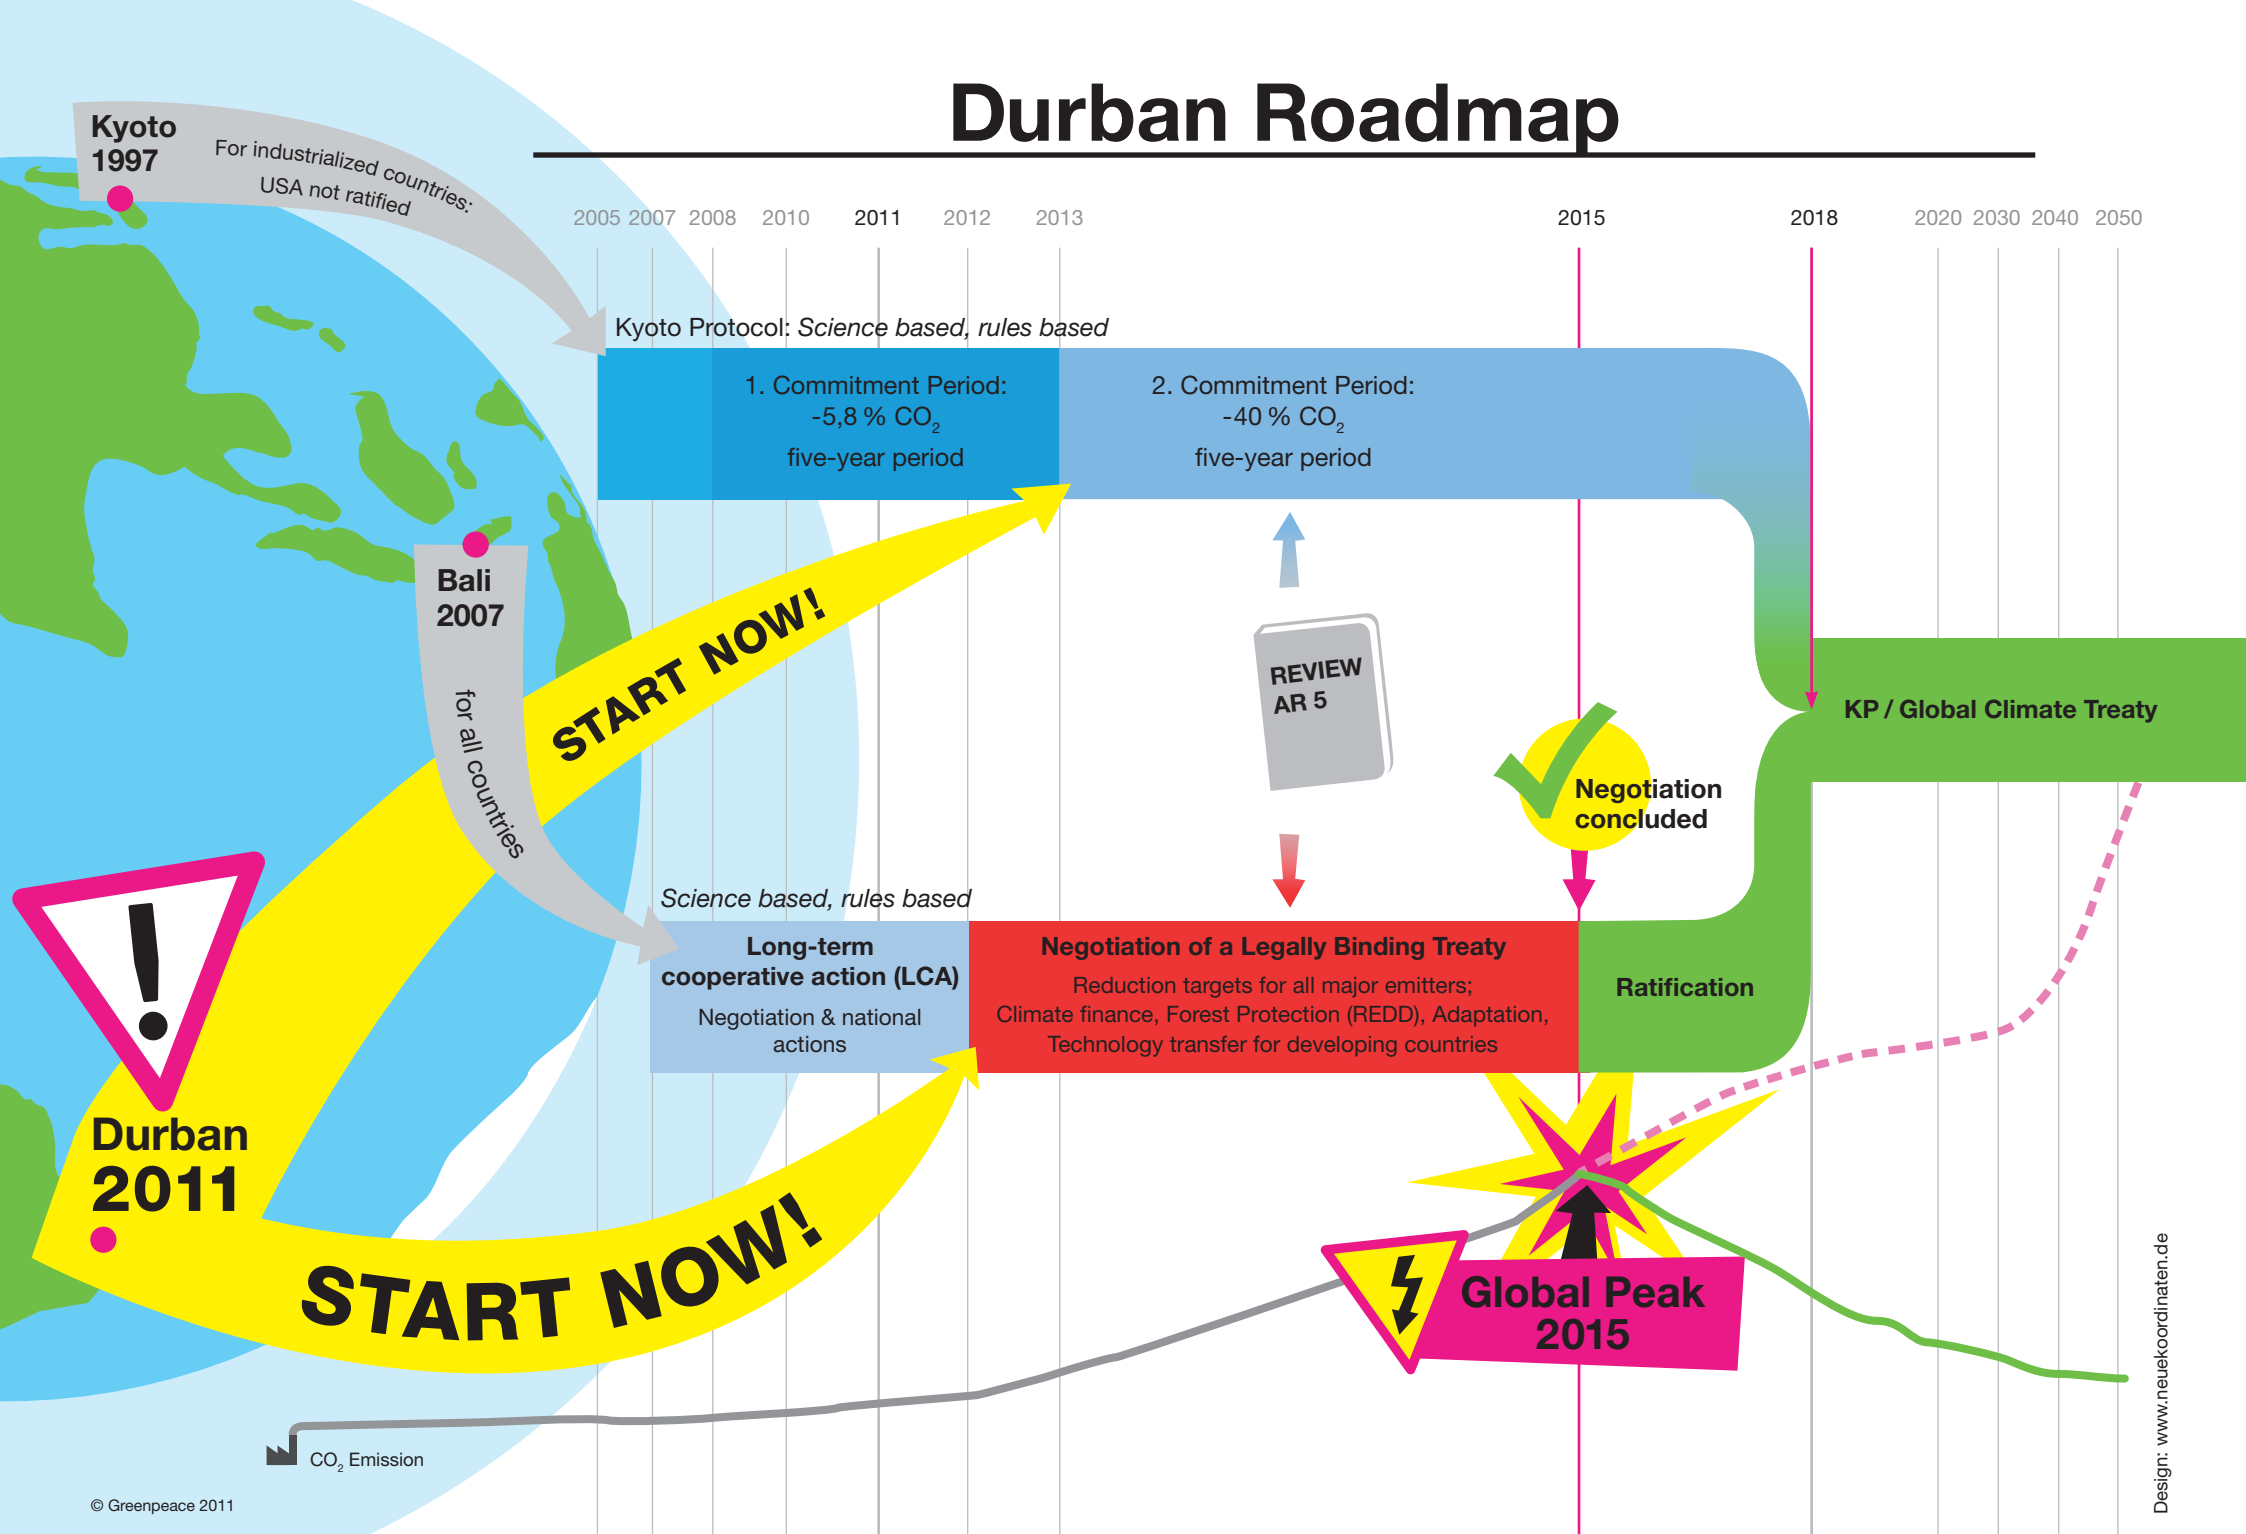 Durban Roadmap
Kyoto
1997
For industrialized countries:
USA not ratified
2005 2007 2008 2010 2011 2012 2013 2015 2018 2020 2030 2040 2050
Kyoto Protocol: Science based, rules based
1. Commitment Period:
-5,8 % CO₂
five-year period
2. Commitment Period:
-40 % CO₂
five-year period
Bali
2007
for all countries
START NOW!
REVIEW
AR 5
KP / Global Climate Treaty
Negotiation
concluded
Science based, rules based
Long-term
cooperative action (LCA)
Negotiation & national
actions
Negotiation of a Legally Binding Treaty
Reduction targets for all major emitters;
Climate finance, Forest Protection (REDD), Adaptation,
Technology transfer for developing countries
Ratification
!
Durban
2011
START NOW!
Global Peak
2015
CO₂ Emission
© Greenpeace 2011
Design: www.neuekoordinaten.de